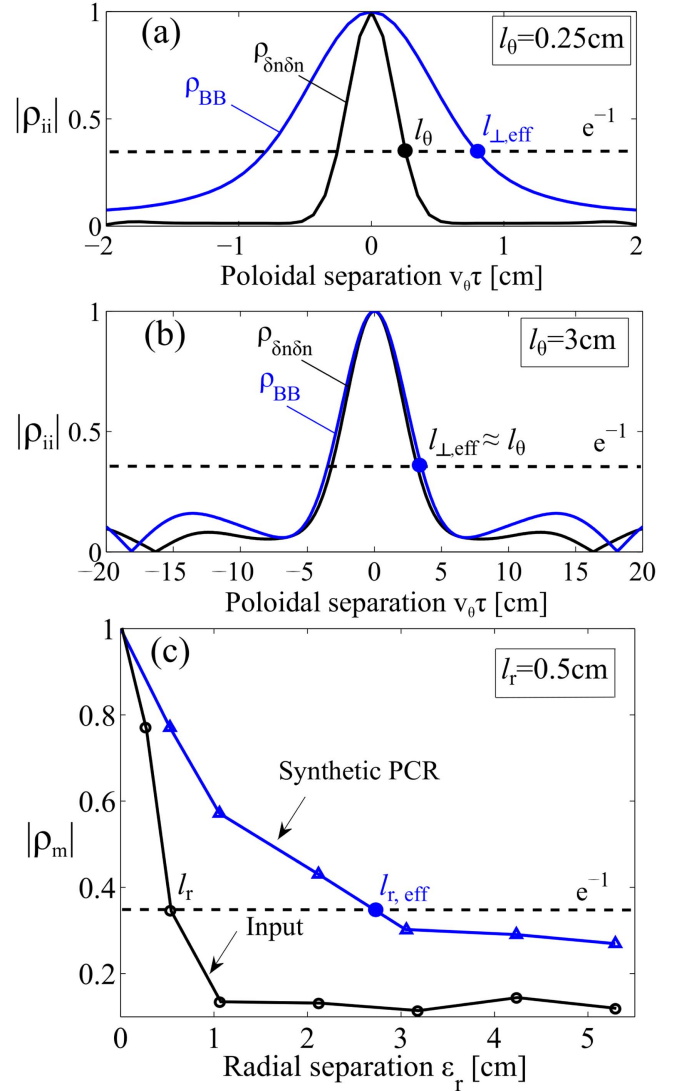 (a)
l_θ=0.25cm
ρ_δnδn
ρ_BB
|ρ_ii|
l_θ
l_⊥,eff
e⁻¹
1
0.5
0
−2
−1
0
1
2
Poloidal separation v_θτ [cm]
(b)
l_θ=3cm
ρ_δnδn
ρ_BB
|ρ_ii|
l_⊥,eff ≈ l_θ
e⁻¹
1
0.5
0
−20
−15
−10
−5
0
5
10
15
20
Poloidal separation v_θτ [cm]
(c)
l_r=0.5cm
Synthetic PCR
|ρ_m|
l_r
l_r, eff
e⁻¹
Input
1
0.8
0.6
0.4
0.2
0
1
2
3
4
5
Radial separation ε_r [cm]